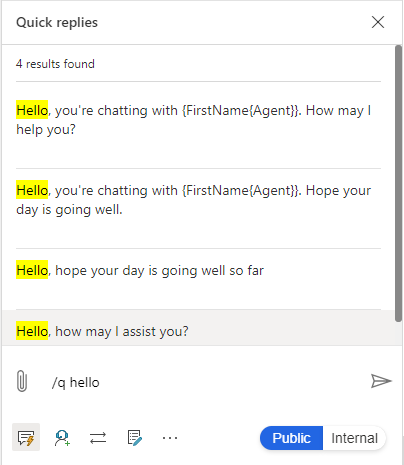 Quick replies
4 results found
Hello, you're chatting with {FirstName{Agent}}. How may I
help you?
Hello, you're chatting with {FirstName{Agent}}. Hope your
day is going well.
Hello, hope your day is going well so far
Hello, how may I assist you?
/q hello
Public Internal